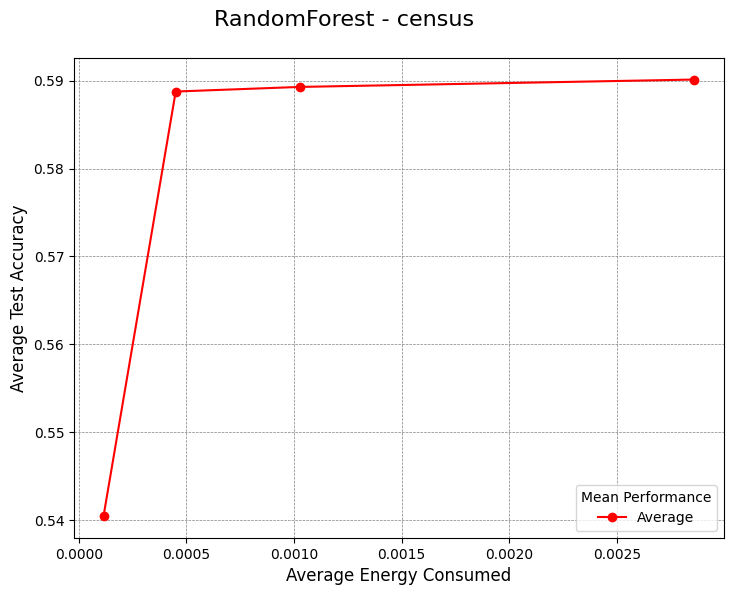 RandomForest - census
0.59
0.58
0.57
0.56
0.55
0.54
Average Test Accuracy
Mean Performance
Average
0.0000
0.0005
0.0010
0.0015
0.0020
0.0025
Average Energy Consumed